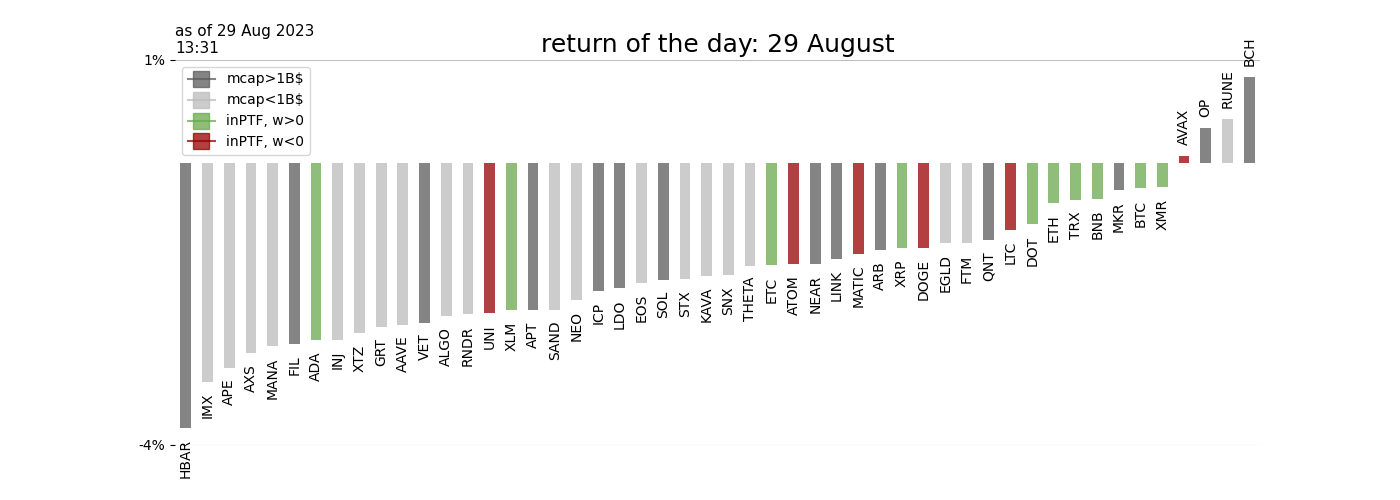 as of 29 Aug 2023
13:31
return of the day: 29 August
1%
-4%
mcap>1B$
mcap<1B$
inPTF, w>0
inPTF, w<0
HBAR
IMX
APE
AXS
MANA
FIL
ADA
INJ
XTZ
GRT
AAVE
VET
ALGO
RNDR
UNI
XLM
APT
SAND
NEO
ICP
LDO
EOS
SOL
STX
KAVA
SNX
THETA
ETC
ATOM
NEAR
LINK
MATIC
ARB
XRP
DOGE
EGLD
FTM
QNT
LTC
DOT
ETH
TRX
BNB
MKR
BTC
XMR
AVAX
OP
RUNE
BCH